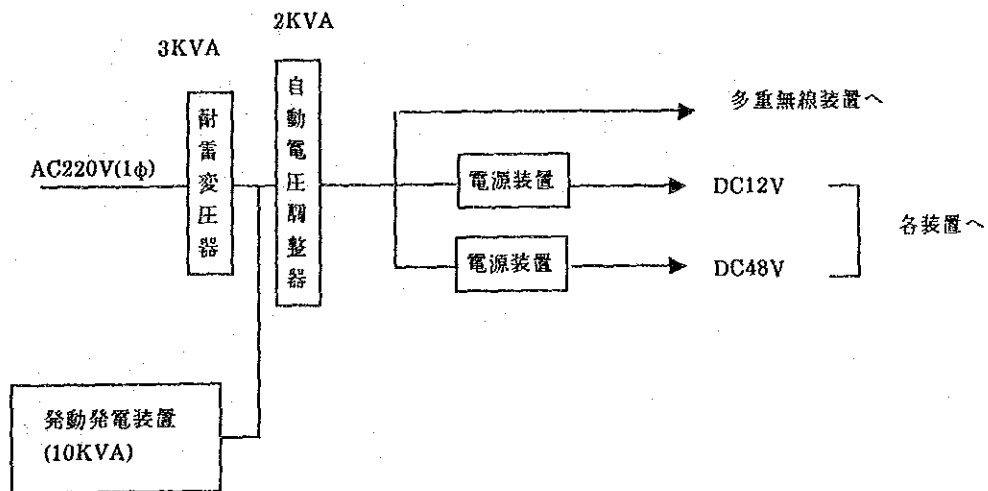 2KVA
3KVA
耐雷変圧器
自動電圧調整器
AC220V(1φ)
多重無線装置へ
電源装置
DC12V
各装置へ
電源装置
DC48V
発動発電装置
(10KVA)